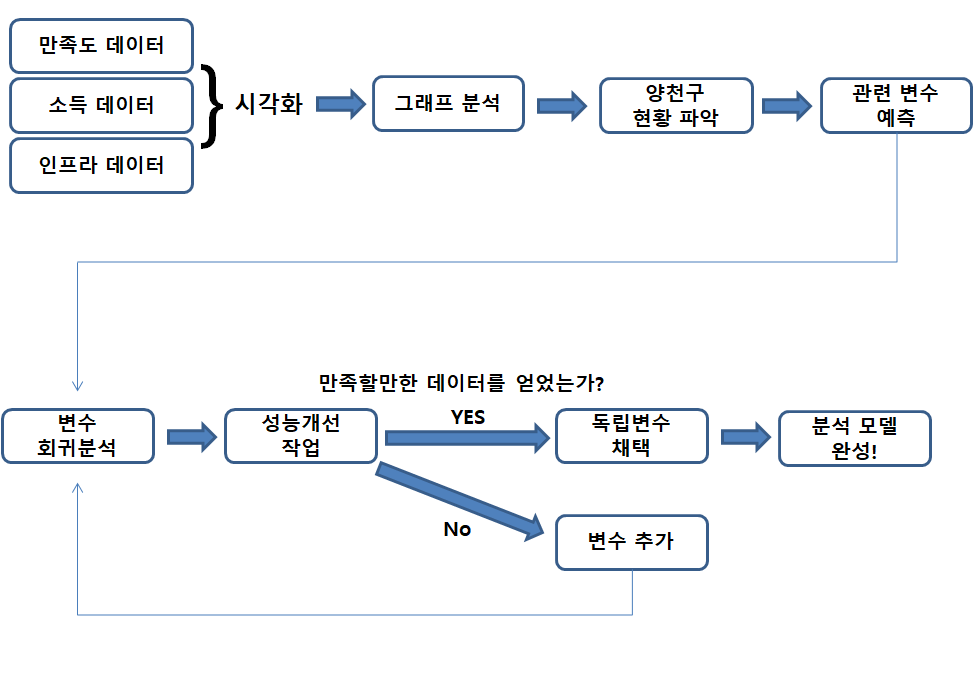 만족도 데이터
소득 데이터
인프라 데이터
시각화
그래프 분석
양천구
현황 파악
관련 변수
예측
만족할만한 데이터를 얻었는가?
변수
회귀분석
성능개선
작업
YES
독립변수
채택
분석 모델
완성!
No
변수 추가